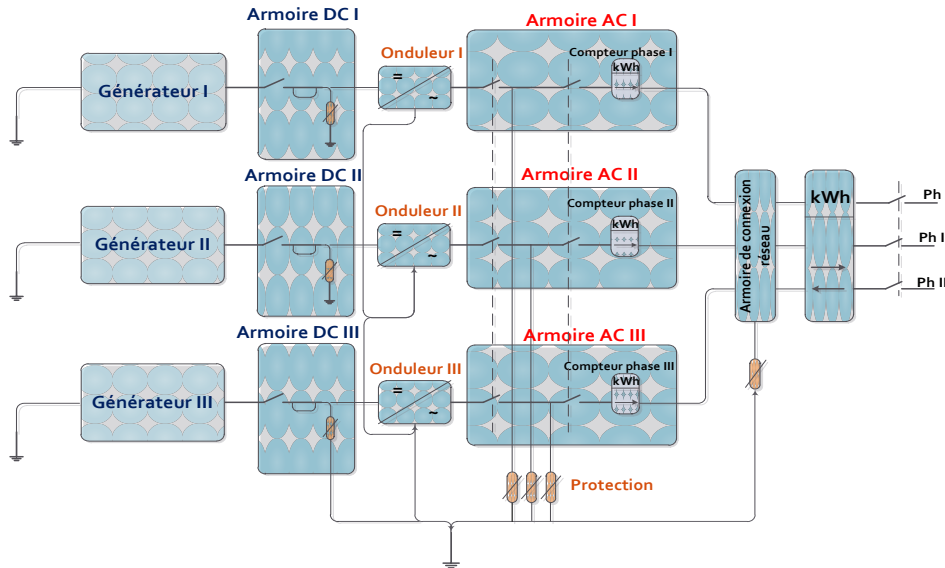 Armoire DC I
Armoire AC I
Onduleur I
Compteur phase I
kWh
=
~
Générateur I
Armoire DC II
Armoire AC II
Onduleur II
Compteur phase II
kWh
=
~
Générateur II
Armoire de connexion
réseau
kWh
Ph
Ph I
Ph II
Armoire DC III
Armoire AC III
Onduleur III
Compteur phase III
kWh
=
~
Générateur III
Protection